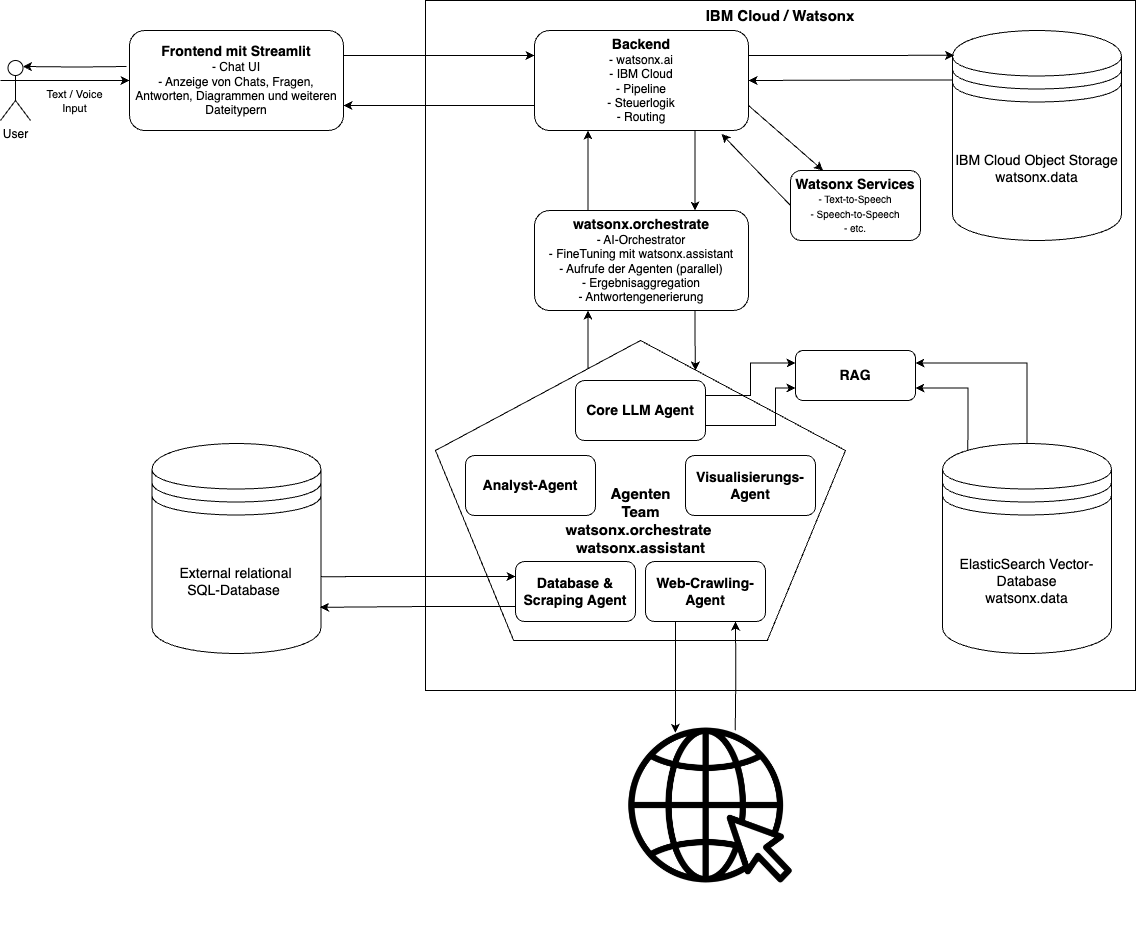 IBM Cloud / Watsonx
Frontend mit Streamlit
- Chat UI
- Anzeige von Chats, Fragen,
Antworten, Diagrammen und weiteren
Dateitypern
Text / Voice
Input
User
Backend
- watsonx.ai
- IBM Cloud
- Pipeline
- Steuerlogik
- Routing
IBM Cloud Object Storage
watsonx.data
Watsonx Services
- Text-to-Speech
- Speech-to-Speech
- etc.
watsonx.orchestrate
- AI-Orchestrator
- FineTuning mit watsonx.assistant
- Aufrufe der Agenten (parallel)
- Ergebnisaggregation
- Antwortengenerierung
RAG
Core LLM Agent
Analyst-Agent
Visualisierungs-
Agent
Agenten
Team
watsonx.orchestrate
watsonx.assistant
External relational
SQL-Database
Database &
Scraping Agent
Web-Crawling-
Agent
ElasticSearch Vector-
Database
watsonx.data